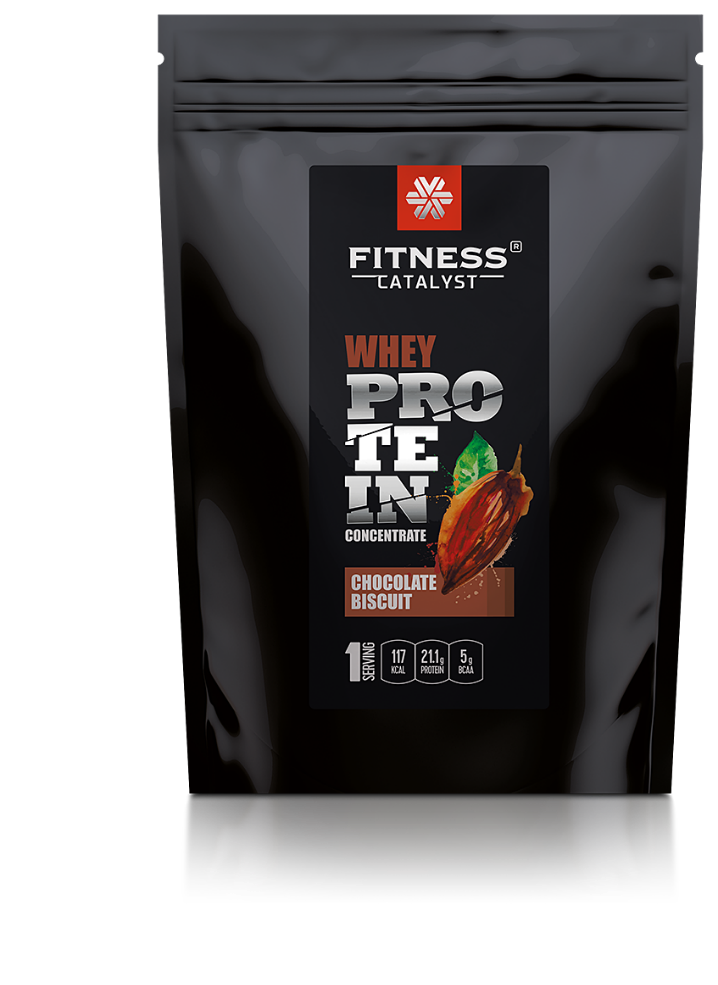 FITNESS®
CATALYST
WHEY
PRO
TE
IN
CONCENTRATE
CHOCOLATE
BISCUIT
1 SERVING
117 KCAL
21.1g PROTEIN
5g BCAA